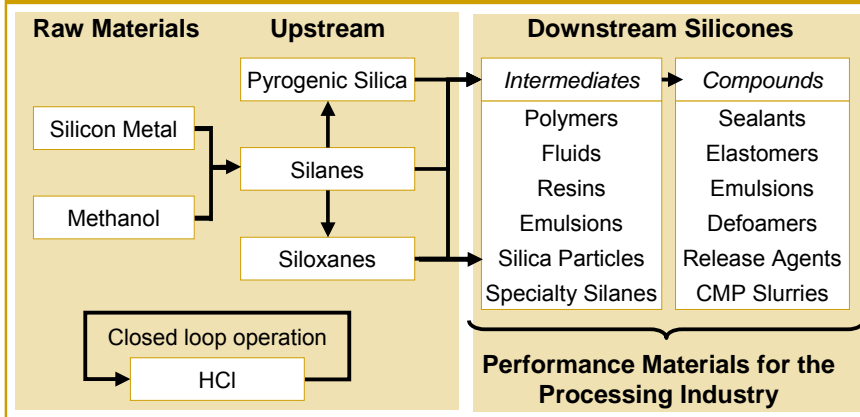 Raw Materials
Upstream
Downstream Silicones
Pyrogenic Silica
Silicon Metal
Silanes
Methanol
Siloxanes
Closed loop operation
HCl
Intermediates
Polymers
Fluids
Resins
Emulsions
Silica Particles
Specialty Silanes
Compounds
Sealants
Elastomers
Emulsions
Defoamers
Release Agents
CMP Slurries
Performance Materials for the
Processing Industry